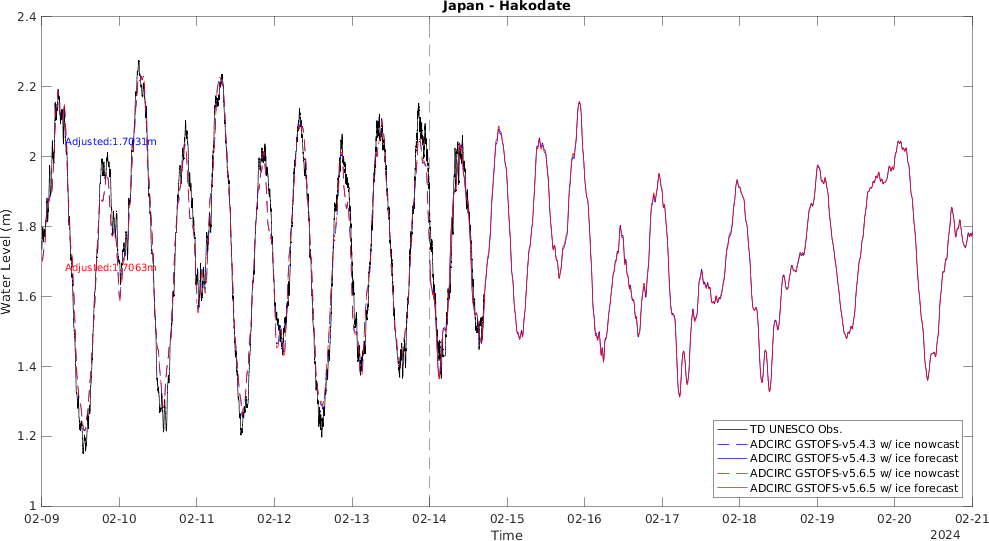 Japan - Hakodate
2.4
2.2
2
1.8
1.6
1.4
1.2
1
Water Level (m)
Adjusted:1.7031m
Adjusted:1.7063m
TD UNESCO Obs.
ADCIRC GSTOFS-v5.4.3 w/ ice nowcast
ADCIRC GSTOFS-v5.4.3 w/ ice forecast
ADCIRC GSTOFS-v5.6.5 w/ ice nowcast
ADCIRC GSTOFS-v5.6.5 w/ ice forecast
02-09 02-10 02-11 02-12 02-13 02-14 02-15 02-16 02-17 02-18 02-19 02-20 02-21
Time
2024